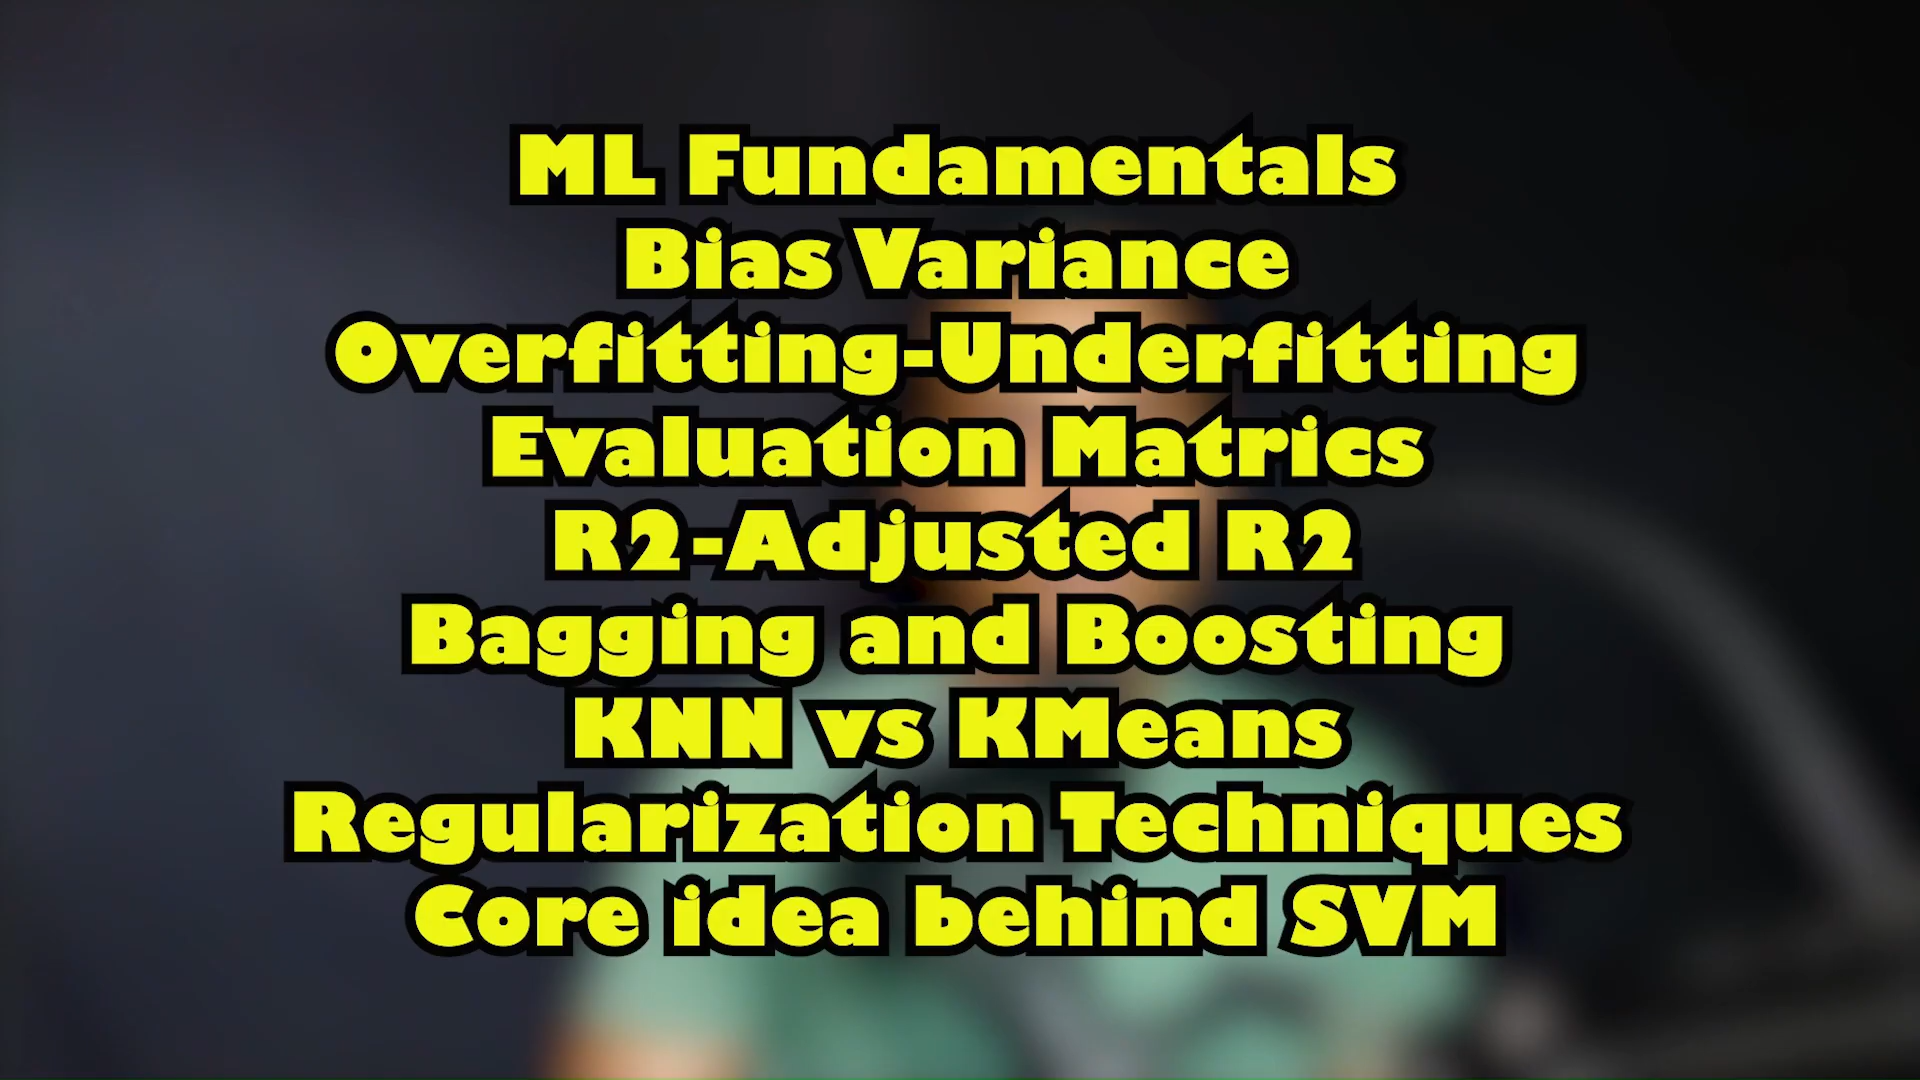 ML Fundamentals
Bias Variance
Overfitting-Underfitting
Evaluation Matrics
R2-Adjusted R2
Bagging and Boosting
KNN vs KMeans
Regularization Techniques
Core idea behind SVM